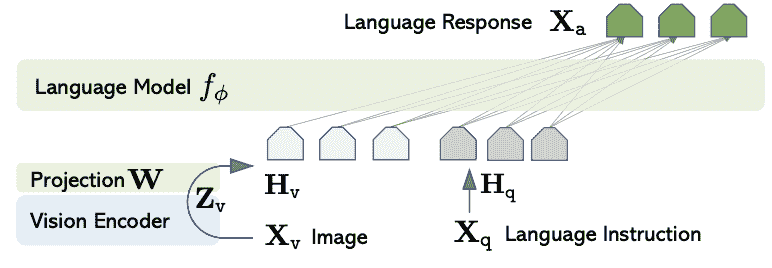 Language Response X_a
Language Model f_ϕ
Projection W
Z_v
H_v
H_q
Vision Encoder
X_v Image
X_q Language Instruction